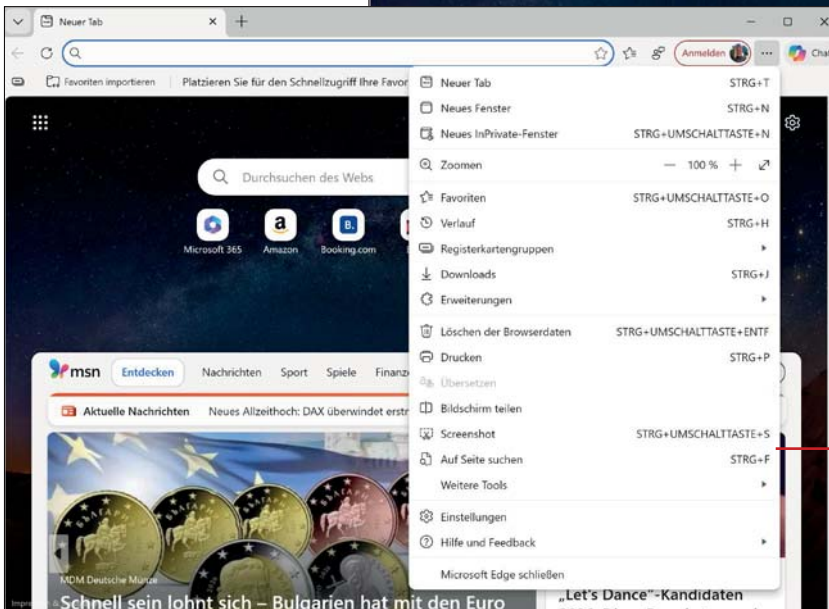 Neuer Tab
Anmelden
Chat
Favoriten importieren
Platzieren Sie für den Schnellzugriff Ihre Favor
Neuer Tab STRG+T
Neues Fenster STRG+N
Neues InPrivate-Fenster STRG+UMSCHALTTASTE+N
Zoomen 100 %
Favoriten STRG+UMSCHALTTASTE+O
Verlauf STRG+H
Registerkartengruppen
Downloads STRG+J
Erweiterungen
Löschen der Browserdaten STRG+UMSCHALTTASTE+ENTF
Drucken STRG+P
Übersetzen
Bildschirm teilen
Screenshot STRG+UMSCHALTTASTE+S
Auf Seite suchen STRG+F
Weitere Tools
Einstellungen
Hilfe und Feedback
Microsoft Edge schließen
Durchsuchen des Webs
Microsoft 365 Amazon Booking.com
msn Entdecken Nachrichten Sport Spiele Finanz
Aktuelle Nachrichten Neues Allzeithoch: DAX überwindet erstr
MDM Deutsche Münze
Schnell sein lohnt sich – Bulgarien hat mit den Euro
„Let's Dance"-Kandidaten